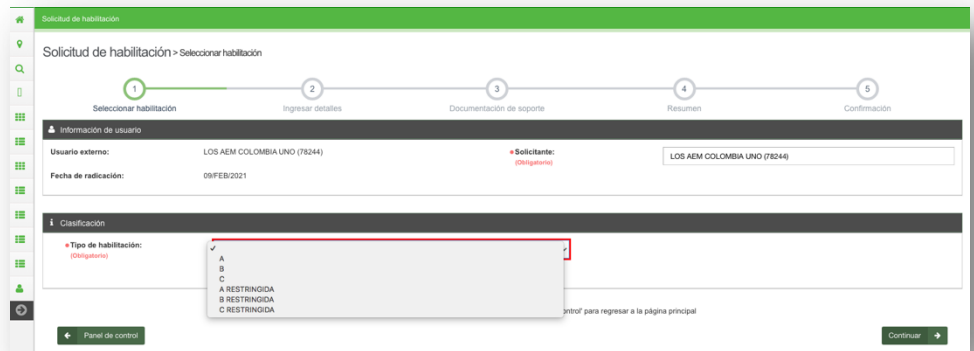 Solicitud de habilitación
Solicitud de habilitación > Seleccionar habilitación
1 2 3 4 5
Seleccionar habilitación Ingresar detalles Documentación de soporte Resumen Confirmación
Información de usuario
Usuario externo: LOS AEM COLOMBIA UNO (78244) Solicitante: LOS AEM COLOMBIA UNO (78244)
(Obligatorio)
Fecha de radicación: 09/FEB/2021
Clasificación
Tipo de habilitación:
(Obligatorio)
A
B
C
A RESTRINGIDA
B RESTRINGIDA
C RESTRINGIDA
para regresar a la página principal
Panel de control Continuar